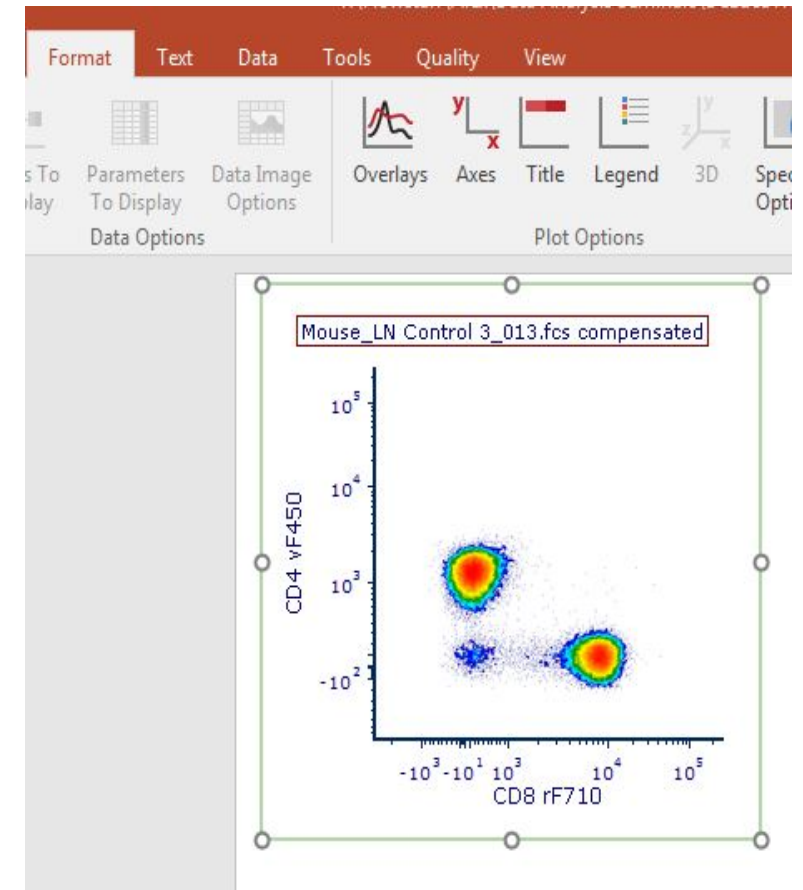 Format Text Data Tools Quality View
To Parameters Data Image Overlays Axes Title Legend 3D
To Display Options
Data Options Plot Options
Mouse_LN Control 3_013.fcs compensated
10^5
10^4
10^3
-10^2
CD4 vF450
-10^3 -10^1 10^3 10^4 10^5
CD8 rF710